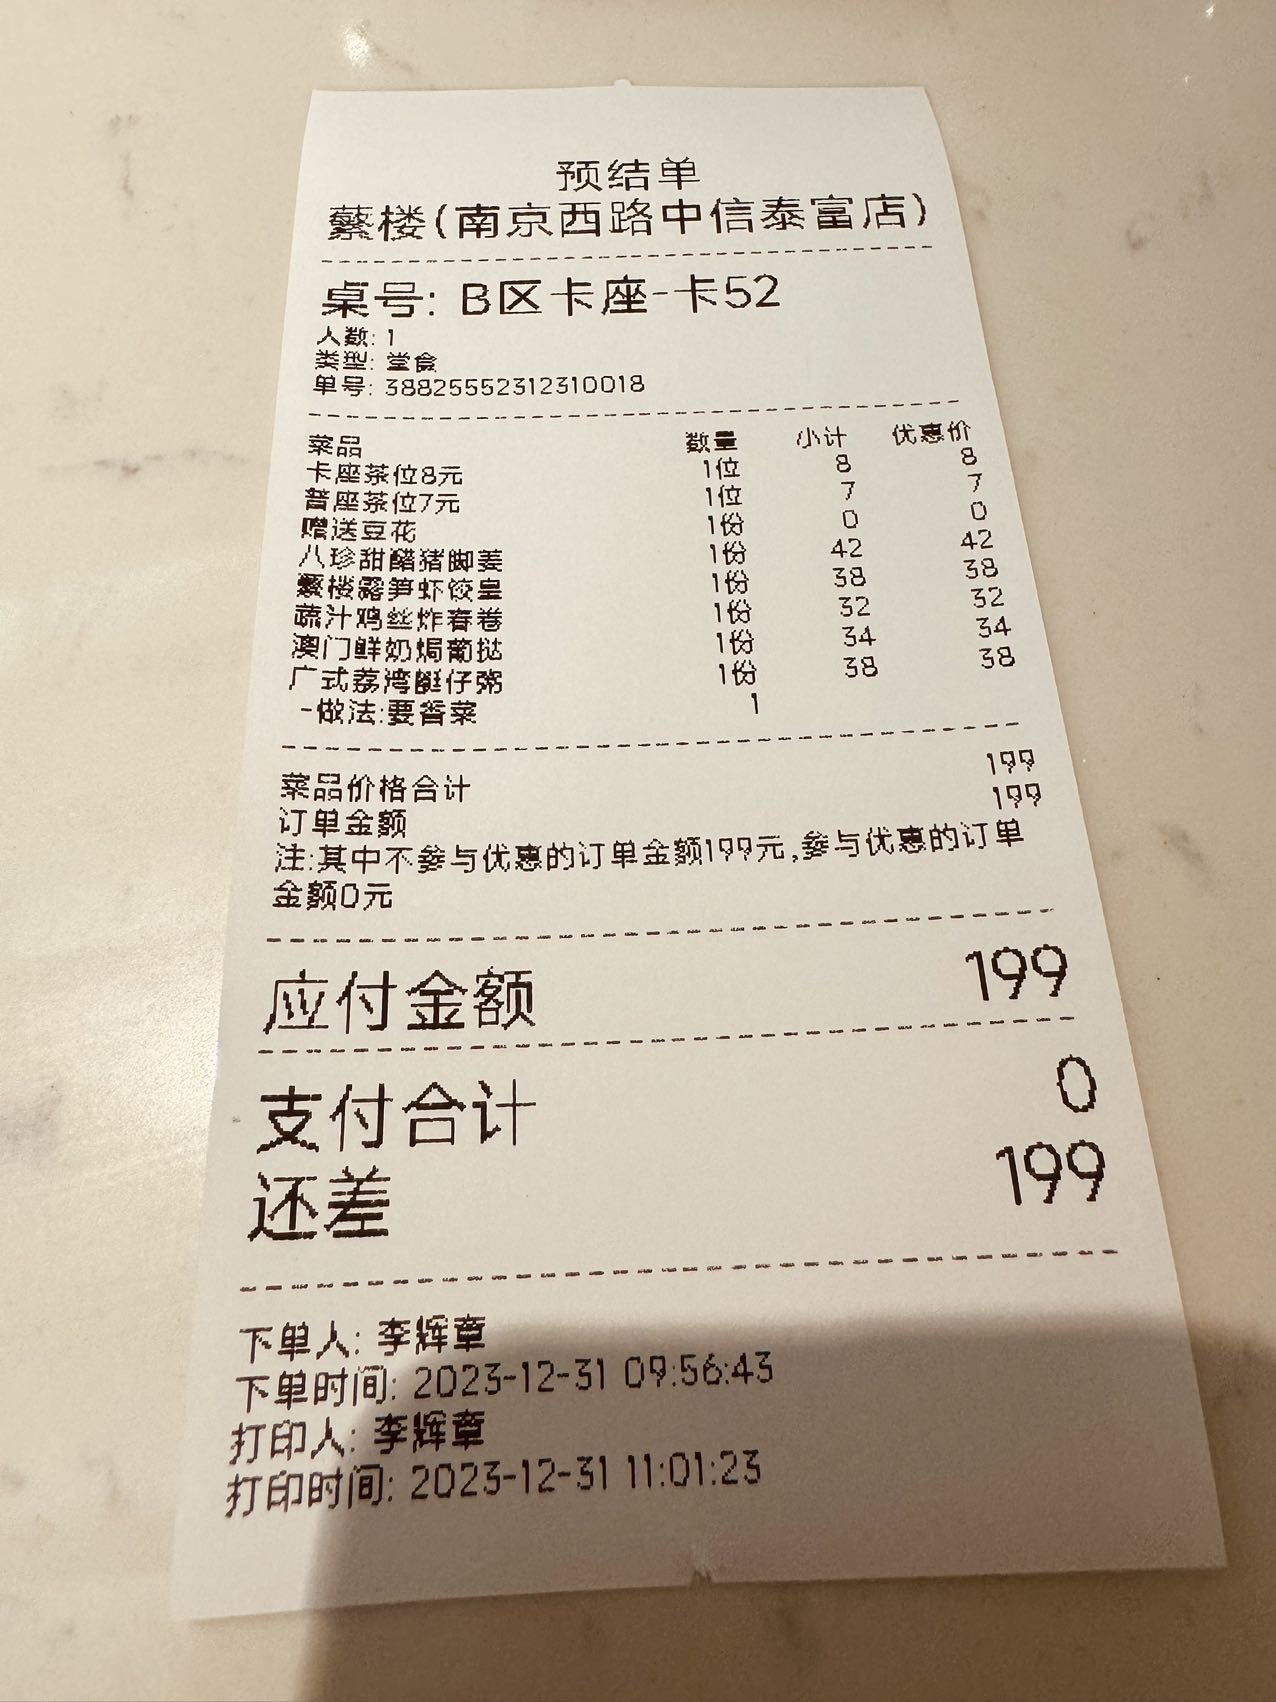 预结单
蘩楼(南京西路中信泰富店)
桌号: B区卡座-卡52
人数: 1
类型: 堂食
单号: 38825552312310018
菜品 数量 小计 优惠价
卡座茶位8元 1位 8 8
普座茶位7元 1位 7 7
赠送豆花 1份 0 0
八珍甜醋猪脚姜 1份 42 42
蘩楼露笋虾饺皇 1份 38 38
蔬汁鸡丝炸春卷 1份 32 32
澳门鲜奶焗葡挞 1份 34 34
广式荔湾艇仔粥 1份 38 38
-做法:要香菜 1
菜品价格合计 199
订单金额 199
注:其中不参与优惠的订单金额199元,参与优惠的订单
金额0元
应付金额 199
支付合计 0
还差 199
下单人: 李辉章
下单时间: 2023-12-31 09:56:43
打印人: 李辉章
打印时间: 2023-12-31 11:01:23